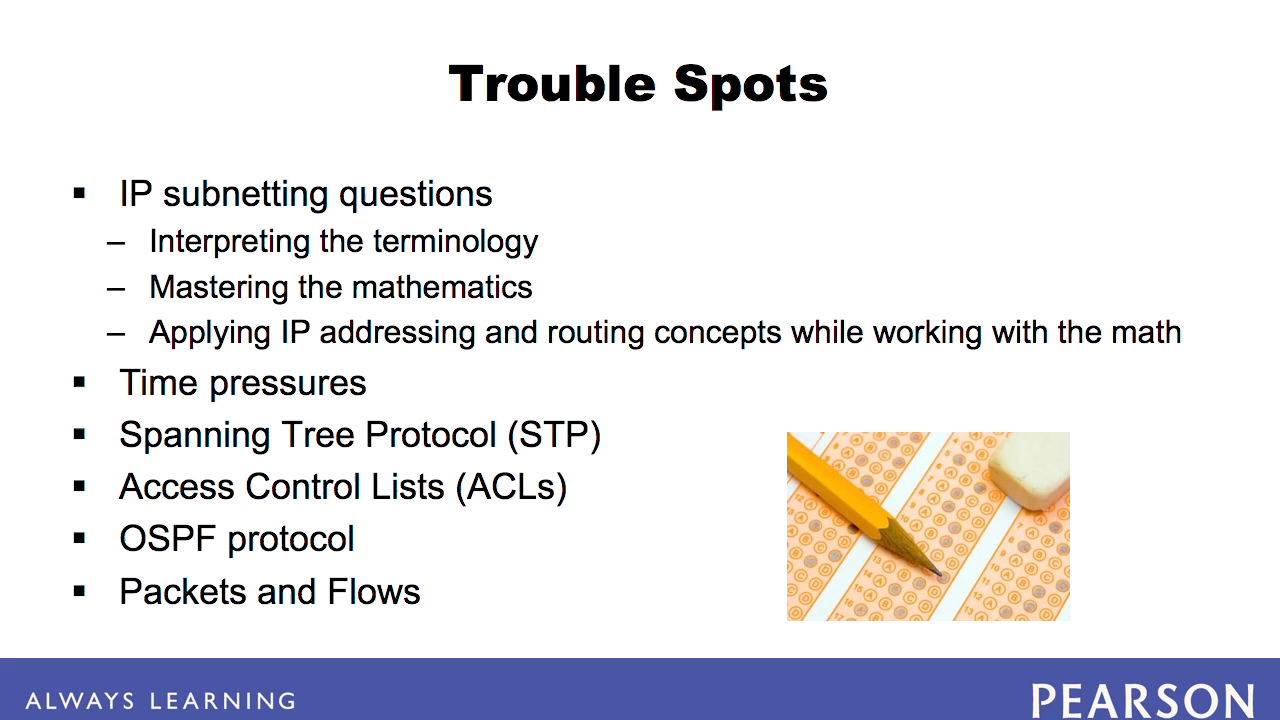 Trouble Spots
▪ IP subnetting questions
– Interpreting the terminology
– Mastering the mathematics
– Applying IP addressing and routing concepts while working with the math
▪ Time pressures
▪ Spanning Tree Protocol (STP)
▪ Access Control Lists (ACLs)
▪ OSPF protocol
▪ Packets and Flows
ALWAYS LEARNING
PEARSON